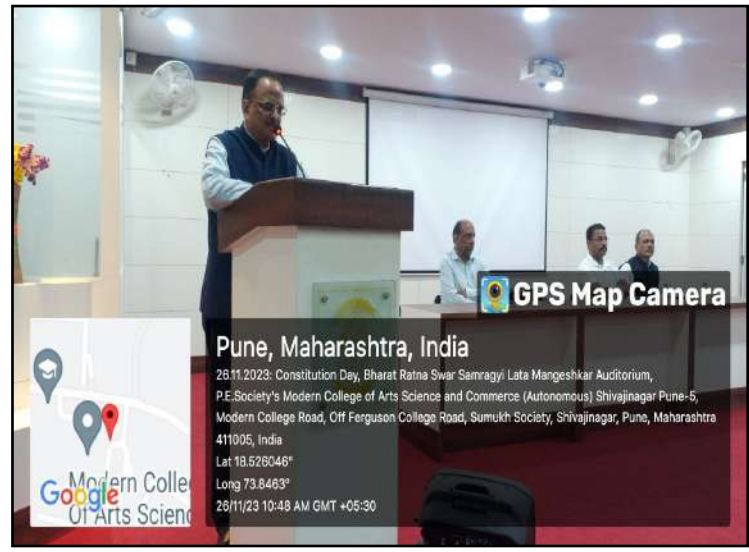 GPS Map Camera
Pune, Maharashtra, India
26.11.2023: Constitution Day, Bharat Ratna Swar Samragyi Lata Mangeshkar Auditorium,
P.E.Society's Modern College of Arts Science and Commerce (Autonomous) Shivajinagar Pune-5,
Modern College Road, Off Ferguson College Road, Sumukh Society, Shivajinagar, Pune, Maharashtra
411005, India
Lat 18.526046°
Long 73.8463°
26/11/23 10:48 AM GMT +05:30
Modern Colle
Of Arts Scienc
Google